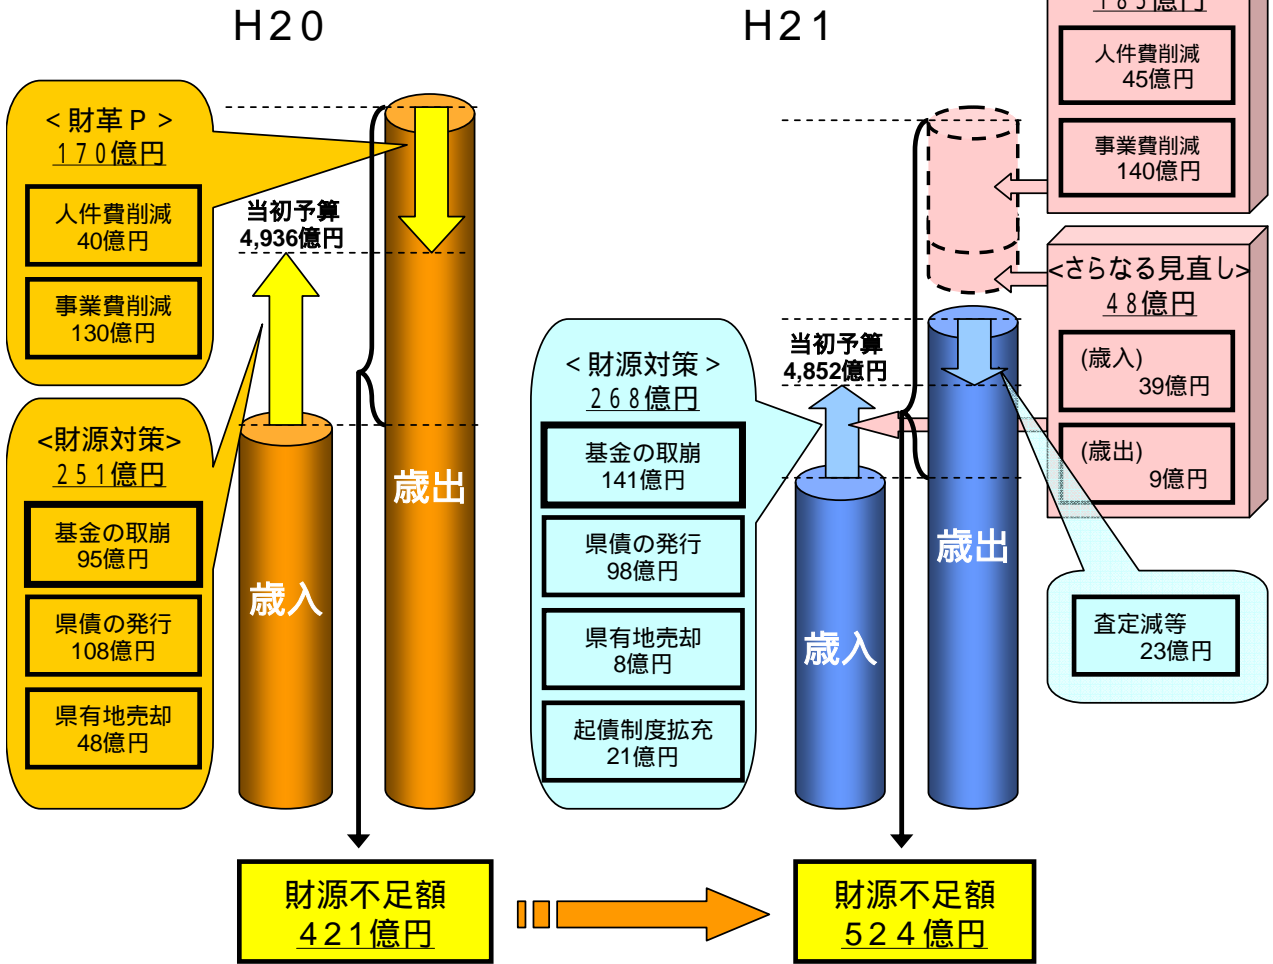 H20
H21
185億円
人件費削減
45億円
事業費削減
140億円
<財革P>
170億円
人件費削減
40億円
事業費削減
130億円
当初予算
4,936億円
<財源対策>
251億円
基金の取崩
95億円
県債の発行
108億円
県有地売却
48億円
歳入
歳出
<さらなる見直し>
48億円
(歳入)
39億円
(歳出)
9億円
当初予算
4,852億円
<財源対策>
268億円
基金の取崩
141億円
県債の発行
98億円
県有地売却
8億円
起債制度拡充
21億円
歳入
歳出
査定減等
23億円
財源不足額
421億円
財源不足額
524億円